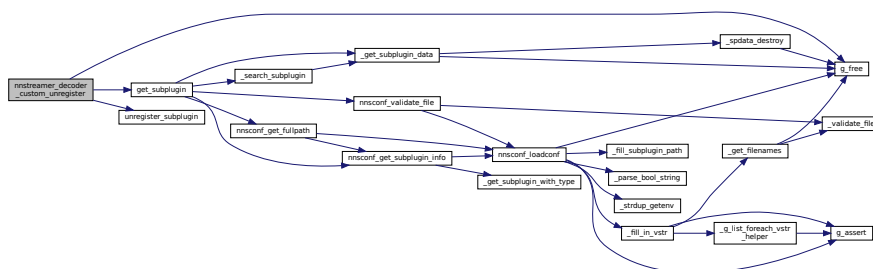 nnstreamer_decoder
_custom_unregister
get_subplugin
unregister_subplugin
_search_subplugin
nnsconf_get_fullpath
_get_subplugin_data
nnsconf_validate_file
nnsconf_get_subplugin_info
nnsconf_loadconf
_get_subplugin_with_type
_fill_subplugin_path
_parse_bool_string
_strdup_getenv
_fill_in_vstr
_spdata_destroy
_get_filenames
_g_list_foreach_vstr
_helper
g_free
_validate_file
g_assert